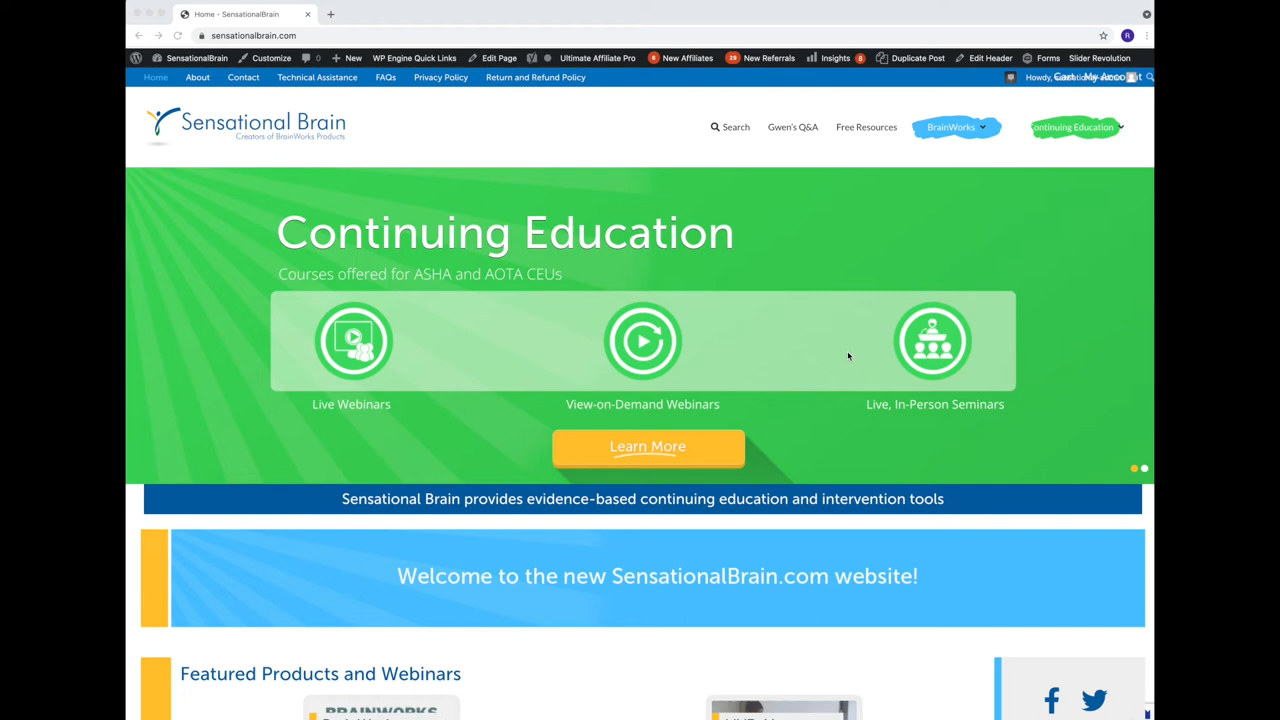 Home - SensationalBrain
sensationalbrain.com
R
SensationalBrain Customize 0 New WP Engine Quick Links Edit Page Ultimate Affiliate Pro 6 New Affiliates 29 New Referrals Insights 8 Duplicate Post Edit Header Forms Slider Revolution
Home About Contact Technical Assistance FAQs Privacy Policy Return and Refund Policy Howdy, Cart My Account
Sensational Brain
Creators of BrainWorks Products
Search Gwen's Q&A Free Resources BrainWorks ontinuing Education
Continuing Education
Courses offered for ASHA and AOTA CEUs
Live Webinars View-on-Demand Webinars Live, In-Person Seminars
Learn More
Sensational Brain provides evidence-based continuing education and intervention tools
Welcome to the new SensationalBrain.com website!
Featured Products and Webinars
BRAINWORKS